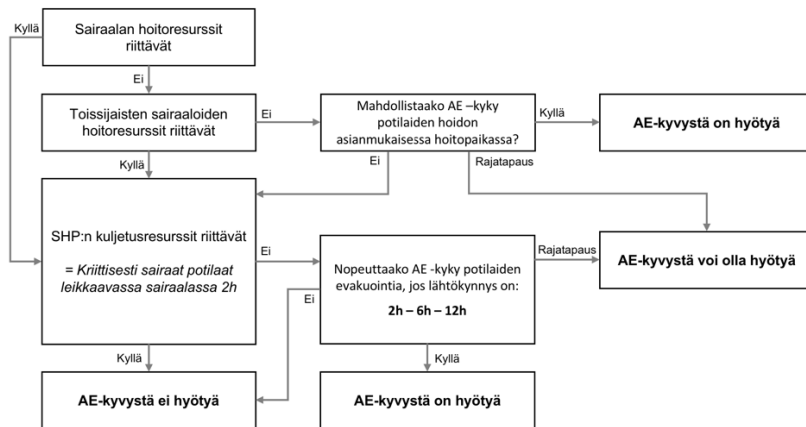 Kyllä
Sairaalan hoitoresurssit
riittävät
Ei
Toissijaisten sairaaloiden
hoitoresurssit riittävät
Ei
Mahdollistaako AE –kyky
potilaiden hoidon
asianmukaisessa hoitopaikassa?
Kyllä
AE-kyvystä on hyötyä
Kyllä
Ei
Rajatapaus
SHP:n kuljetusresurssit riittävät
= Kriittisesti sairaat potilaat
leikkaavassa sairaalassa 2h
Ei
Nopeuttaako AE -kyky potilaiden
evakuointia, jos lähtökynnys on:
2h – 6h – 12h
Rajatapaus
AE-kyvystä voi olla hyötyä
Ei
Kyllä
Kyllä
AE-kyvystä ei hyötyä
AE-kyvystä on hyötyä